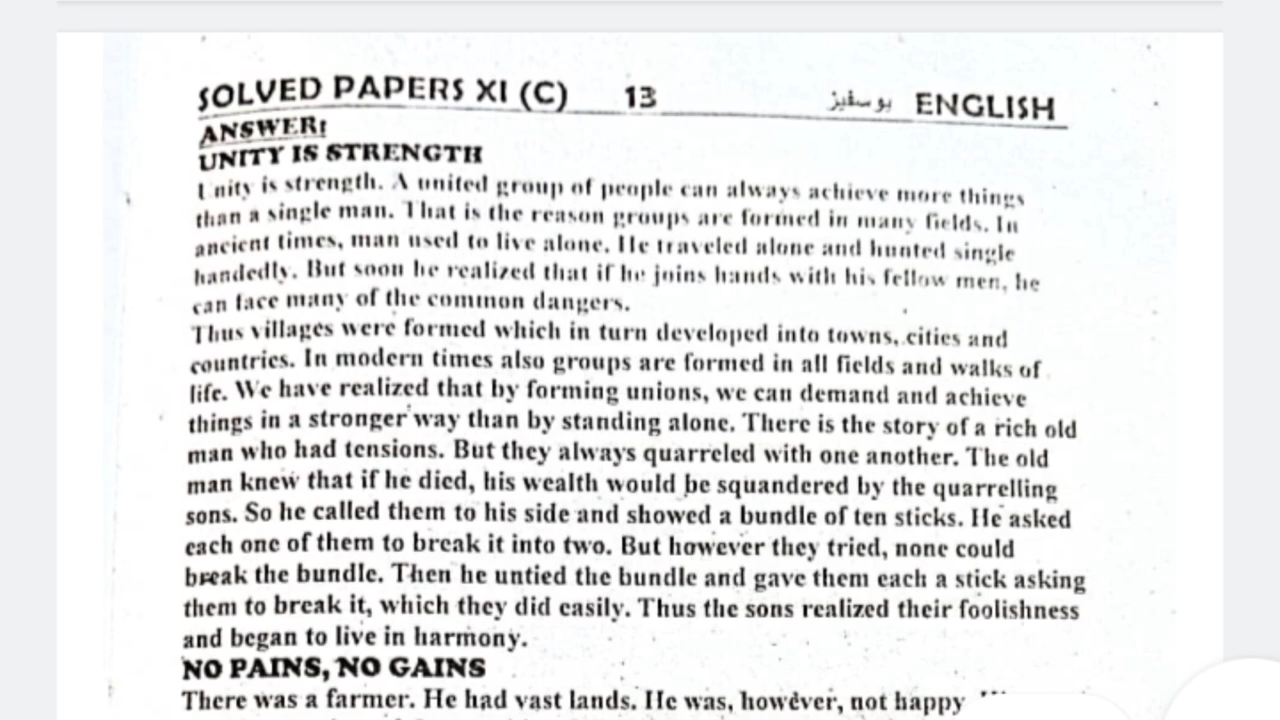 SOLVED PAPERS XI (C) 13 يوسفيز ENGLISH
ANSWER:
UNITY IS STRENGTH
Unity is strength. A united group of people can always achieve more things
than a single man. That is the reason groups are formed in many fields. In
ancient times, man used to live alone. He traveled alone and hunted single
handedly. But soon he realized that if he joins hands with his fellow men, he
can face many of the common dangers.
Thus villages were formed which in turn developed into towns, cities and
countries. In modern times also groups are formed in all fields and walks of
life. We have realized that by forming unions, we can demand and achieve
things in a stronger way than by standing alone. There is the story of a rich old
man who had tensions. But they always quarreled with one another. The old
man knew that if he died, his wealth would be squandered by the quarrelling
sons. So he called them to his side and showed a bundle of ten sticks. He asked
each one of them to break it into two. But however they tried, none could
break the bundle. Then he untied the bundle and gave them each a stick asking
them to break it, which they did easily. Thus the sons realized their foolishness
and began to live in harmony.
NO PAINS, NO GAINS
There was a farmer. He had vast lands. He was, however, not happy